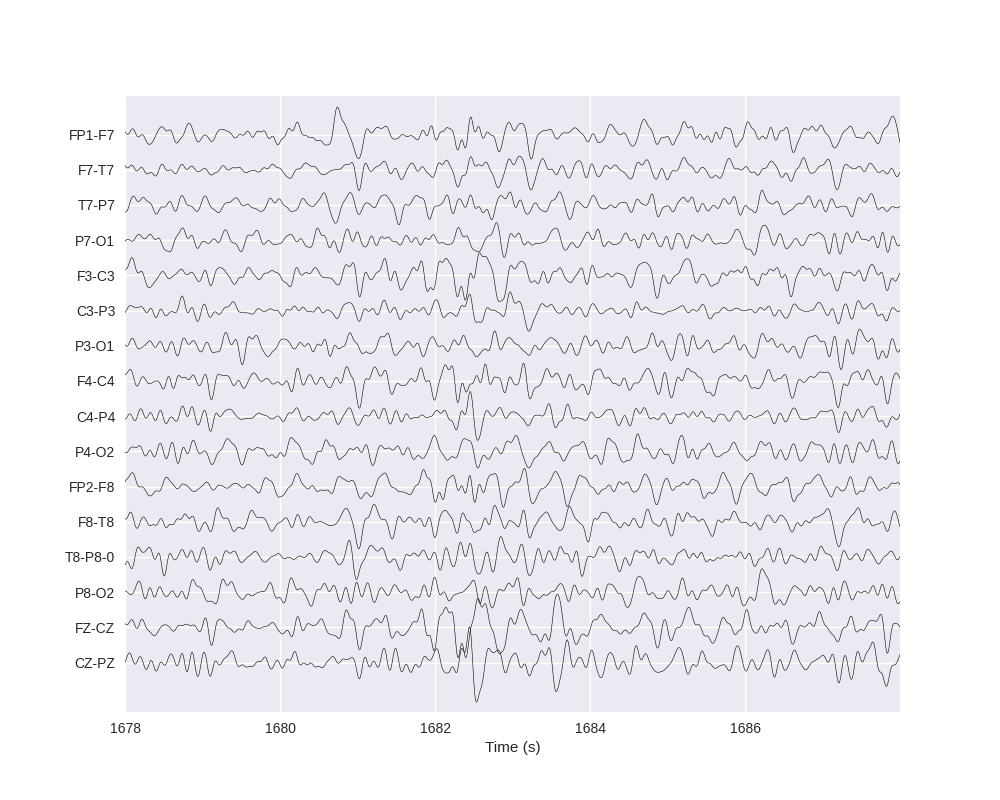 FP1-F7
F7-T7
T7-P7
P7-O1
F3-C3
C3-P3
P3-O1
F4-C4
C4-P4
P4-O2
FP2-F8
F8-T8
T8-P8-0
P8-O2
FZ-CZ
CZ-PZ
1678 1680 1682 1684 1686
Time (s)